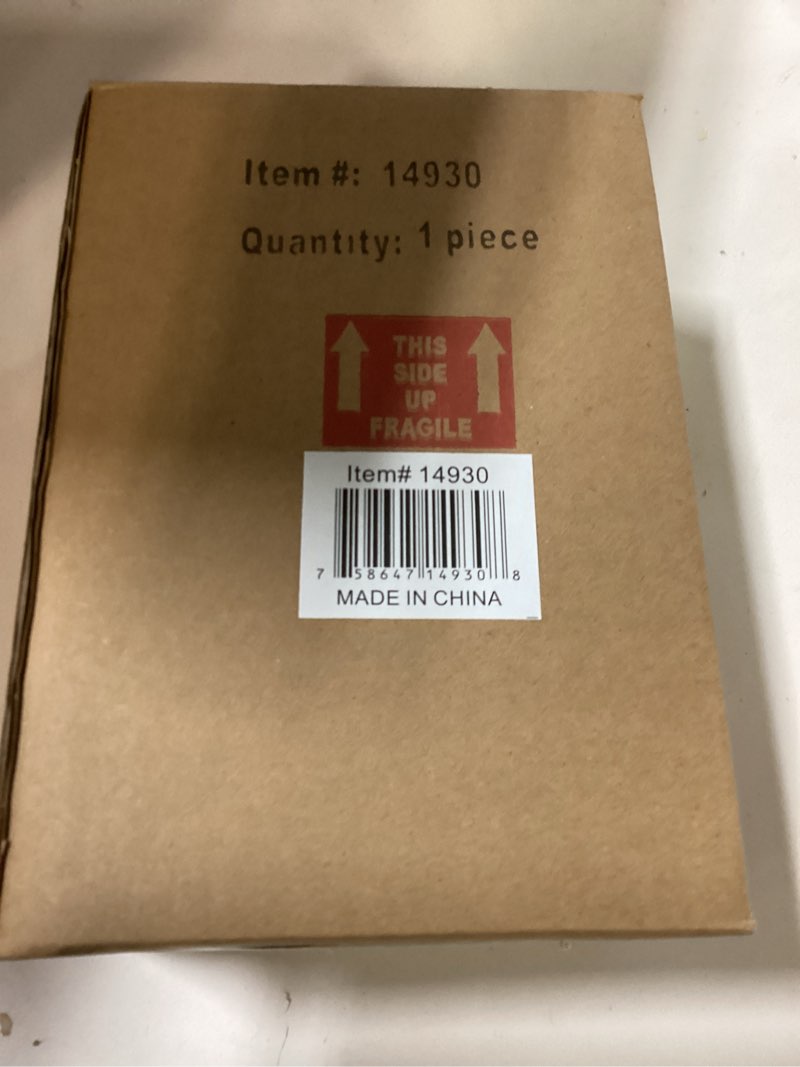 Item #: 14930
Quantity: 1 piece
THIS
SIDE
UP
FRAGILE
Item# 14930
7 58647 14930 8
MADE IN CHINA